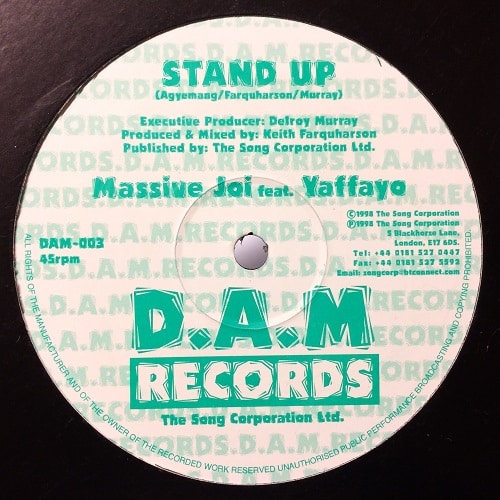 STAND UP
(Agyemang/Farquharson/Murray)
Executive Producer: Delroy Murray
Produced & Mixed by: Keith Farquharson
Published by: The Song Corporation Ltd.
Massive Joi feat. Yaffayo
©1998 The Song Corporation
℗1998 The Song Corporation
5 Blackhorse Lane,
London, E17 6DS.
Tel: +44 0181 527 0447
Fax: +44 0181 527 5592
Email: songcorp@btconnect.com
DAM-003
45rpm
D.A.M
RECORDS
The Song Corporation Ltd.
ALL RIGHTS OF THE MANUFACTURER AND OF THE OWNER OF THE RECORDED WORK RESERVED UNAUTHORISED PUBLIC PERFORMANCE BROADCASTING AND COPYING PROHIBITED